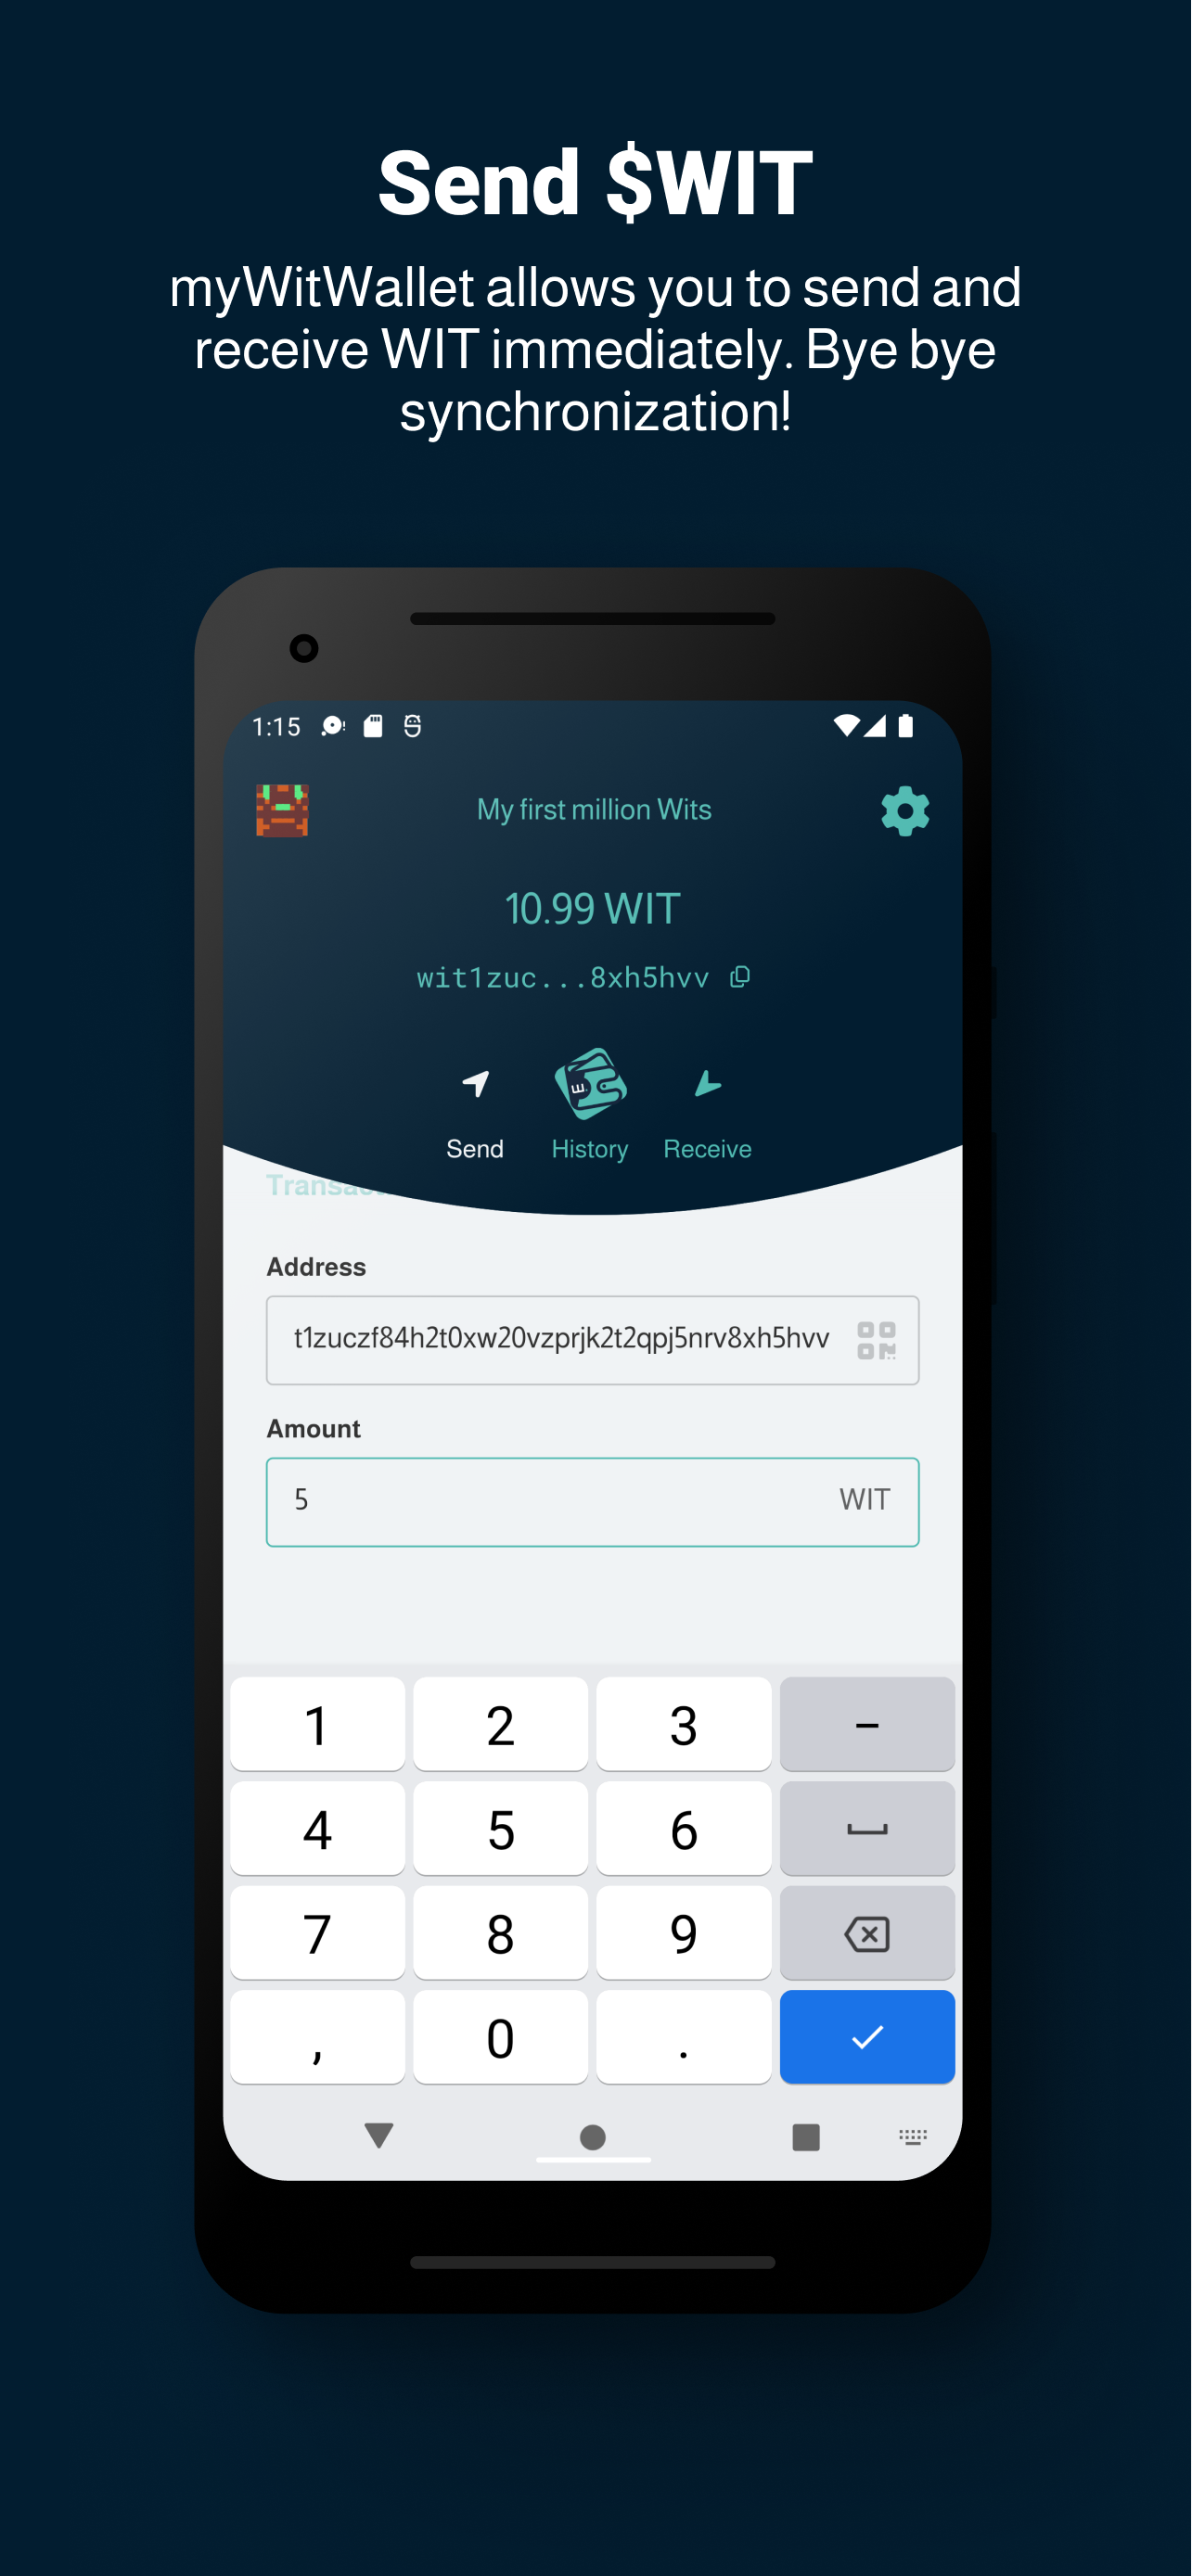 Send $WIT
myWitWallet allows you to send and
receive WIT immediately. Bye bye
synchronization!
1:15
My first million Wits
10.99 WIT
wit1zuc...8xh5hvv
Send History Receive
Address
t1zuczf84h2t0xw20vzprjk2t2qpj5nrv8xh5hvv
Amount
5 WIT
1 2 3 –
4 5 6
7 8 9
, 0 .